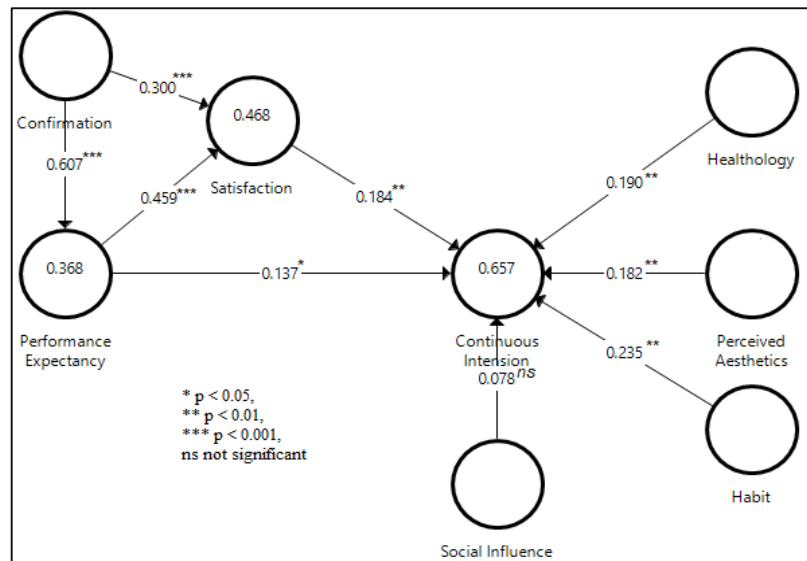 0.300***
Confirmation
0.468
Healthology
0.607***
0.459***
Satisfaction
0.184**
0.190**
0.368
0.137*
0.657
0.182**
Performance
Expectancy
Continuous
Intension
Perceived
Aesthetics
0.235**
0.078ns
* p < 0.05,
** p < 0.01,
*** p < 0.001,
ns not significant
Habit
Social Influence